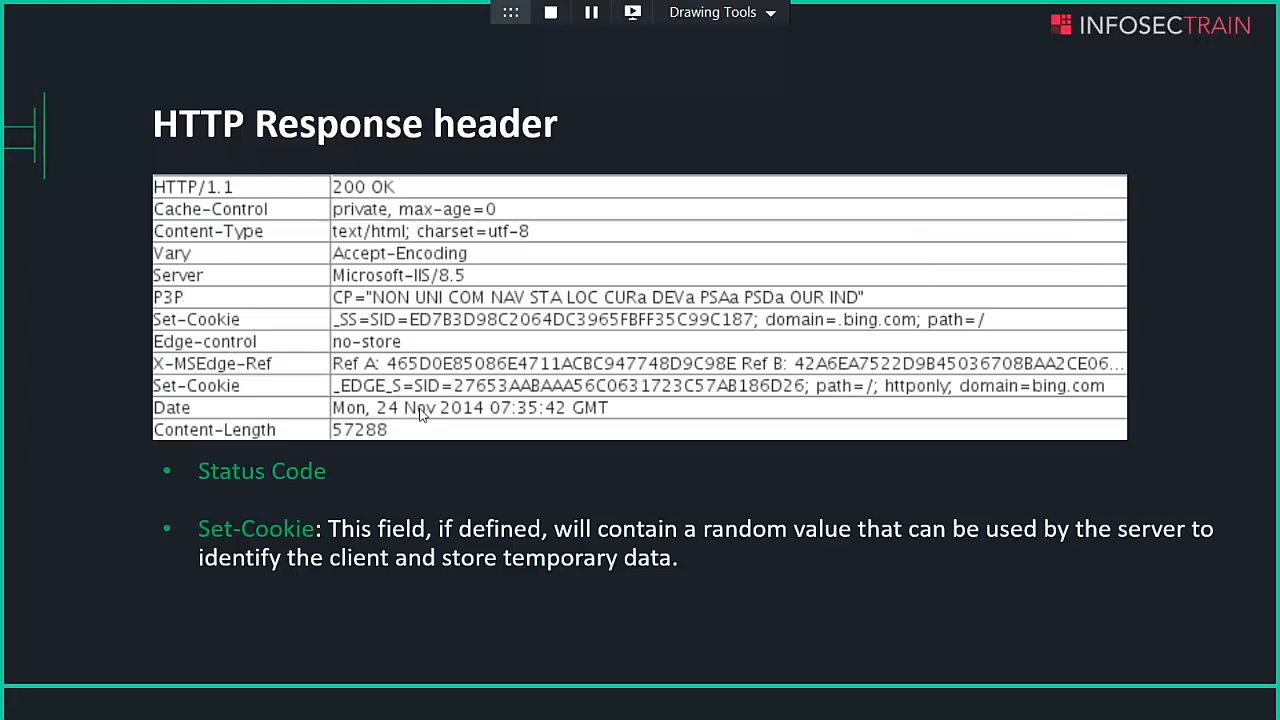 Drawing Tools
INFOSECTRAIN
HTTP Response header
HTTP/1.1 200 OK
Cache-Control private, max-age=0
Content-Type text/html; charset=utf-8
Vary Accept-Encoding
Server Microsoft-IIS/8.5
P3P CP="NON UNI COM NAV STA LOC CURa DEVa PSAa PSDa OUR IND"
Set-Cookie _SS=SID=ED7B3D98C2064DC3965FBFF35C99C187; domain=.bing.com; path=/
Edge-control no-store
X-MSEdge-Ref Ref A: 465D0E85086E4711ACBC947748D9C98E Ref B: 42A6EA7522D9B45036708BAA2CE06...
Set-Cookie _EDGE_S=SID=27653AABAAA56C0631723C57AB186D26; path=/; httponly; domain=bing.com
Date Mon, 24 Nov 2014 07:35:42 GMT
Content-Length 57288
• Status Code
• Set-Cookie: This field, if defined, will contain a random value that can be used by the server to
identify the client and store temporary data.